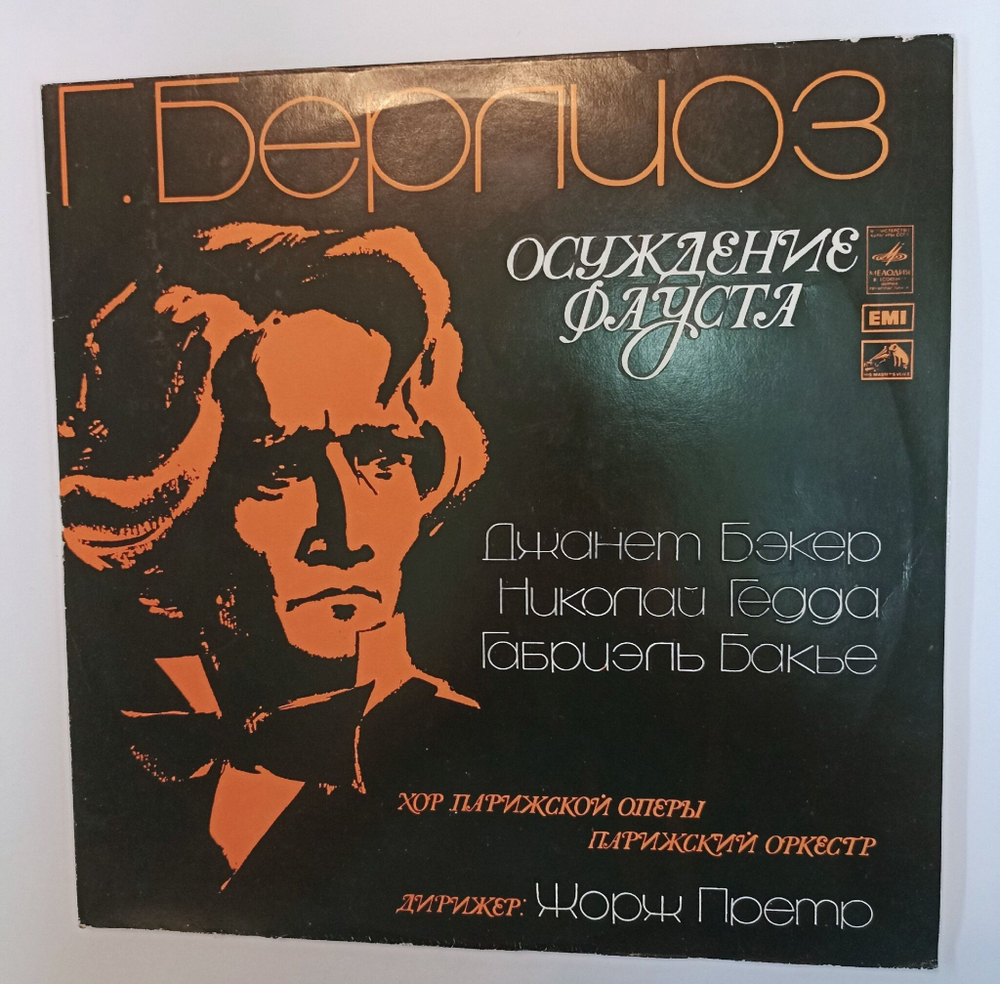 Г. Берлиоз
ОСУЖДЕНИЕ
ФАУСТА
МЕЛОДИЯ
EMI
Джанет Бэкер
Николай Гедда
Габриэль Бакье
ХОР ПАРИЖСКОЙ ОПЕРЫ
ПАРИЖСКИЙ ОРКЕСТР
ДИРИЖЕР: Жорж Претр